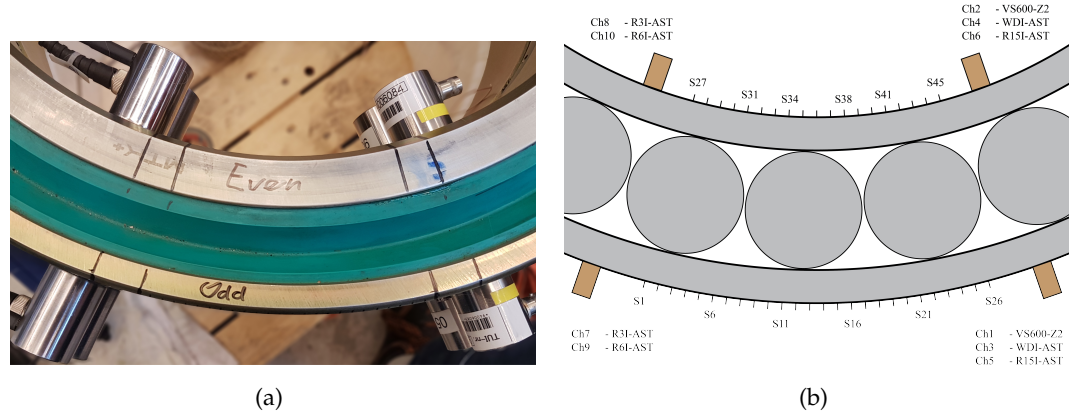 Ch8 - R3I-AST
Ch10 - R6I-AST
Ch2 - VS600-Z2
Ch4 - WDI-AST
Ch6 - R15I-AST
S27
S31
S34
S38
S41
S45
Even
Odd
S1
S6
S11
S16
S21
S26
Ch7 - R3I-AST
Ch9 - R6I-AST
Ch1 - VS600-Z2
Ch3 - WDI-AST
Ch5 - R15I-AST
(a)
(b)